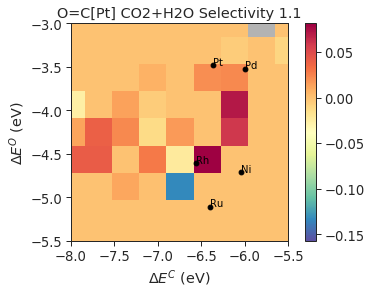 O=C[Pt] CO2+H2O Selectivity 1.1
ΔE^O (eV)
−3.0
−3.5
−4.0
−4.5
−5.0
−5.5
Pt
Pd
Rh
Ni
Ru
−8.0 −7.5 −7.0 −6.5 −6.0 −5.5
ΔE^C (eV)
0.05
0.00
−0.05
−0.10
−0.15